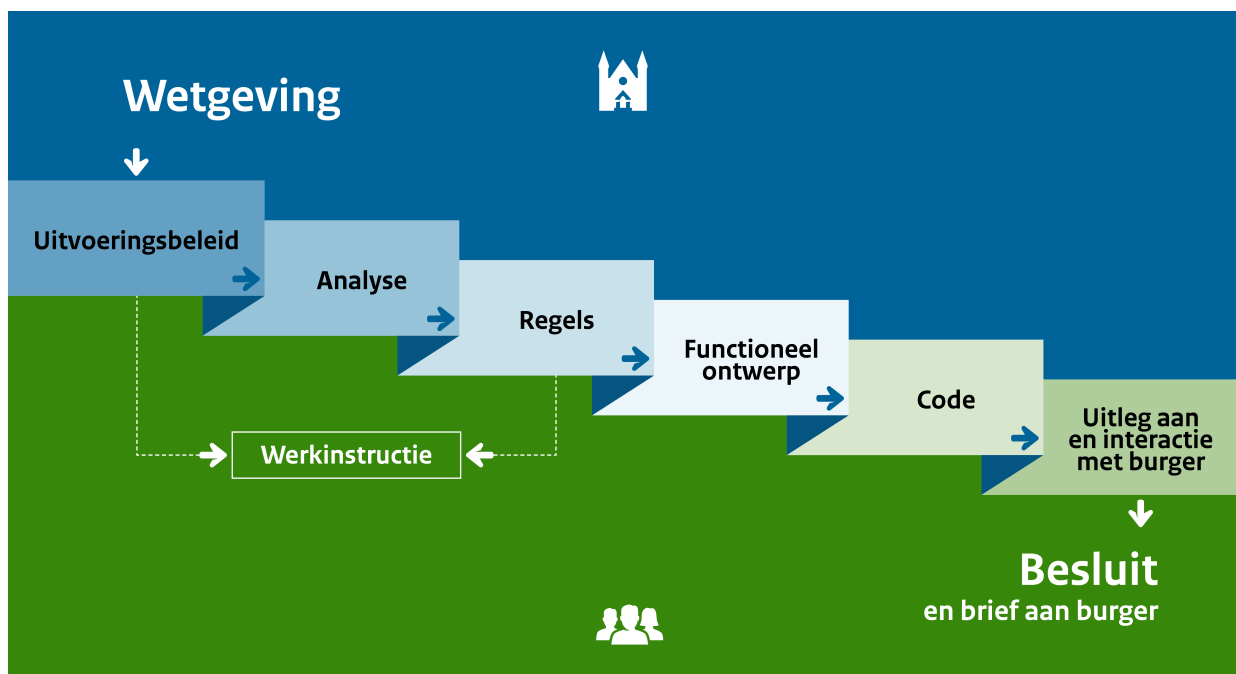 Wetgeving
Uitvoeringsbeleid
Analyse
Regels
Functioneel
ontwerp
Code
Uitleg aan
en interactie
met burger
Werkinstructie
Besluit
en brief aan burger